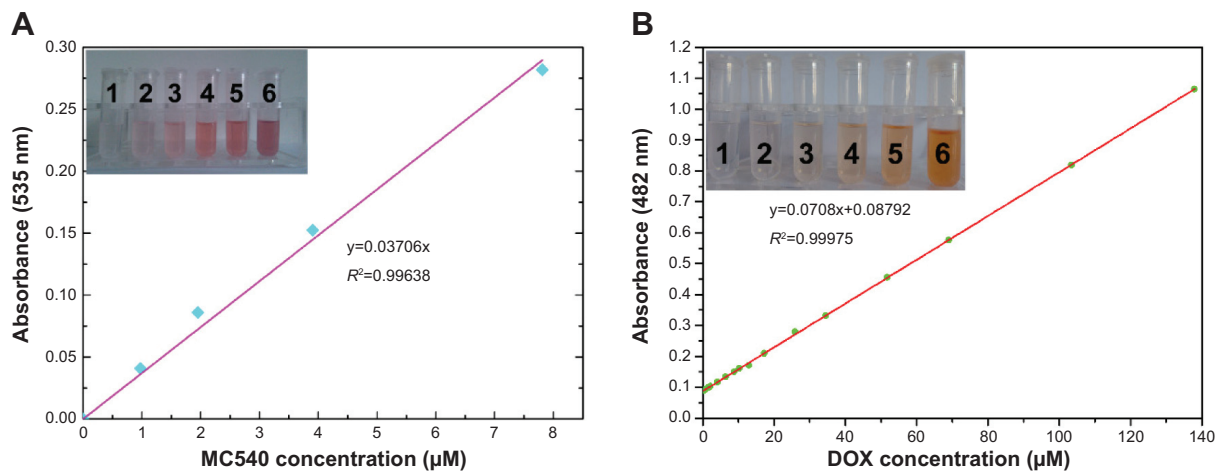 A
0.30
0.25
0.20
0.15
0.10
0.05
0.00
Absorbance (535 nm)
1 2 3 4 5 6
y=0.03706x
R²=0.99638
0 1 2 3 4 5 6 7 8
MC540 concentration (μM)
B
1.2
1.1
1.0
0.9
0.8
0.7
0.6
0.5
0.4
0.3
0.2
0.1
0.0
Absorbance (482 nm)
1 2 3 4 5 6
y=0.0708x+0.08792
R²=0.99975
0 20 40 60 80 100 120 140
DOX concentration (μM)